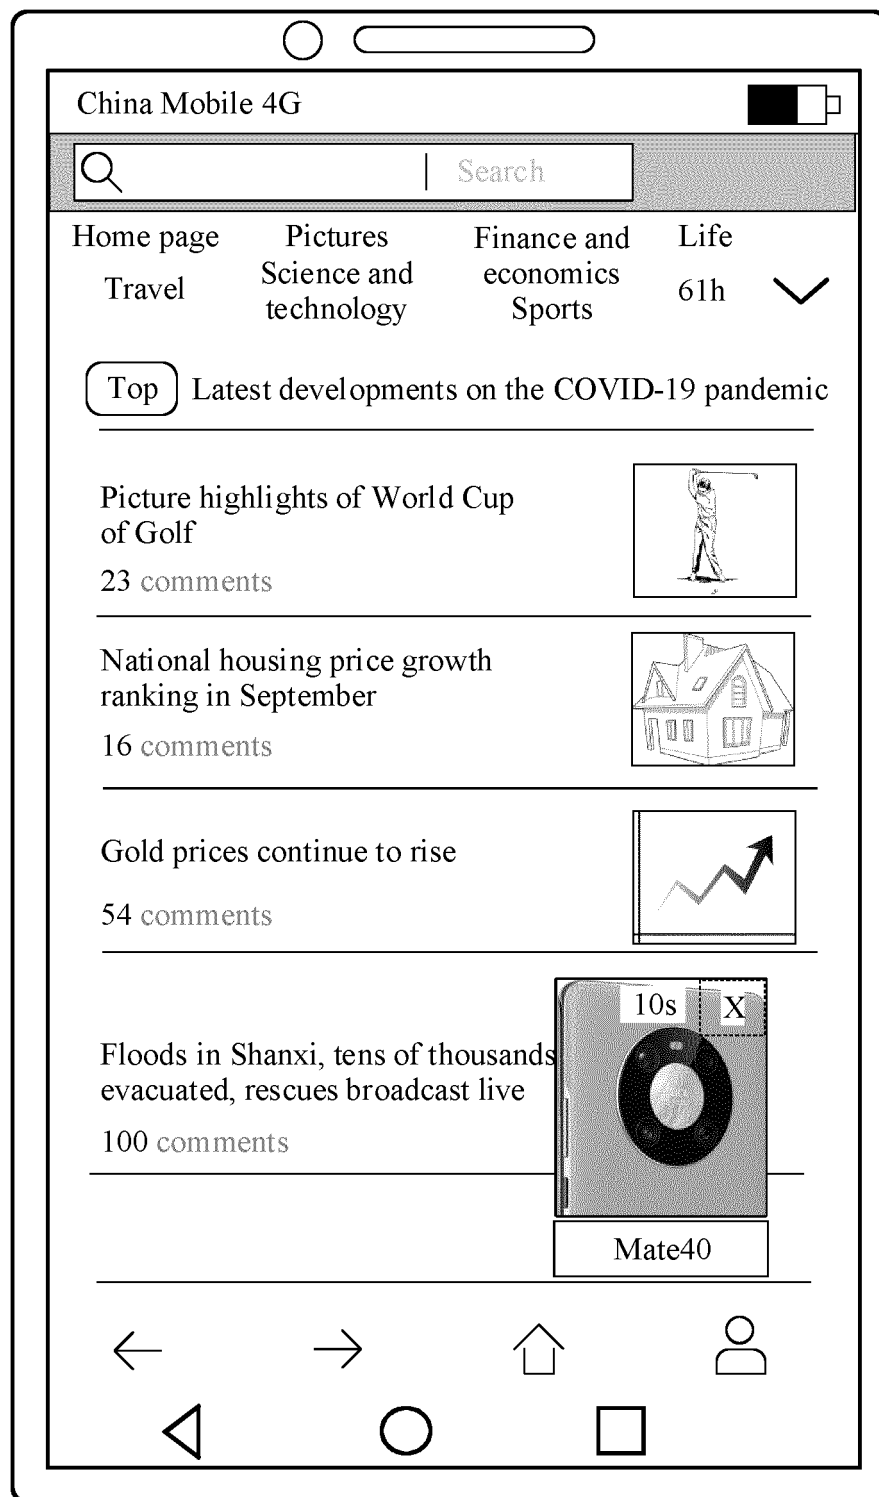 China Mobile 4G
Search
Home page Pictures Finance and economics Life
Travel Science and technology Sports 61h
Top Latest developments on the COVID-19 pandemic
Picture highlights of World Cup
of Golf
23 comments
National housing price growth
ranking in September
16 comments
Gold prices continue to rise
54 comments
10s X
Floods in Shanxi, tens of thousands
evacuated, rescues broadcast live
100 comments
Mate40